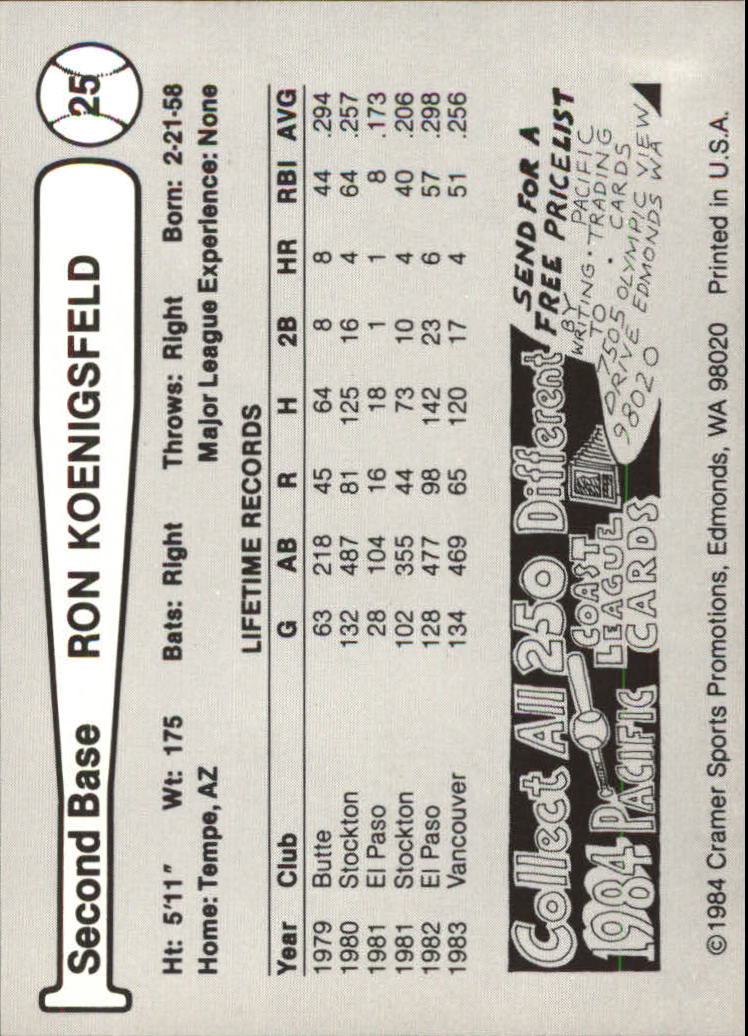 Second Base RON KOENIGSFELD 25
Ht: 5'11" Wt: 175 Bats: Right Throws: Right Born: 2-21-58
Home: Tempe, AZ Major League Experience: None
LIFETIME RECORDS
Year Club G AB R H 2B HR RBI AVG
1979 Butte 63 218 45 64 8 8 44 .294
1980 Stockton 132 487 81 125 16 4 64 .257
1981 El Paso 28 104 16 18 1 1 8 .173
1981 Stockton 102 355 44 73 10 4 40 .206
1982 El Paso 128 477 98 142 23 6 57 .298
1983 Vancouver 134 469 65 120 17 4 51 .256
Collect All 250 Different
1984 PACIFIC COAST LEAGUE CARDS
SEND FOR A
FREE PRICELIST
BY
WRITING · PACIFIC
TO · TRADING
· CARDS
7505 OLYMPIC VIEW
DRIVE EDMONDS WA
98020
©1984 Cramer Sports Promotions, Edmonds, WA 98020 Printed in U.S.A.